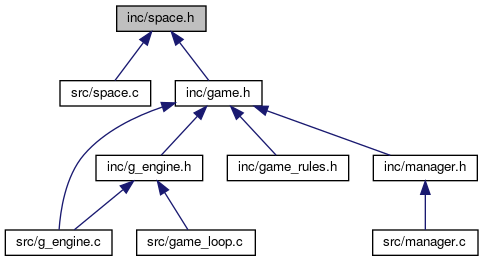 inc/space.h
src/space.c
inc/game.h
inc/g_engine.h
inc/game_rules.h
inc/manager.h
src/g_engine.c
src/game_loop.c
src/manager.c